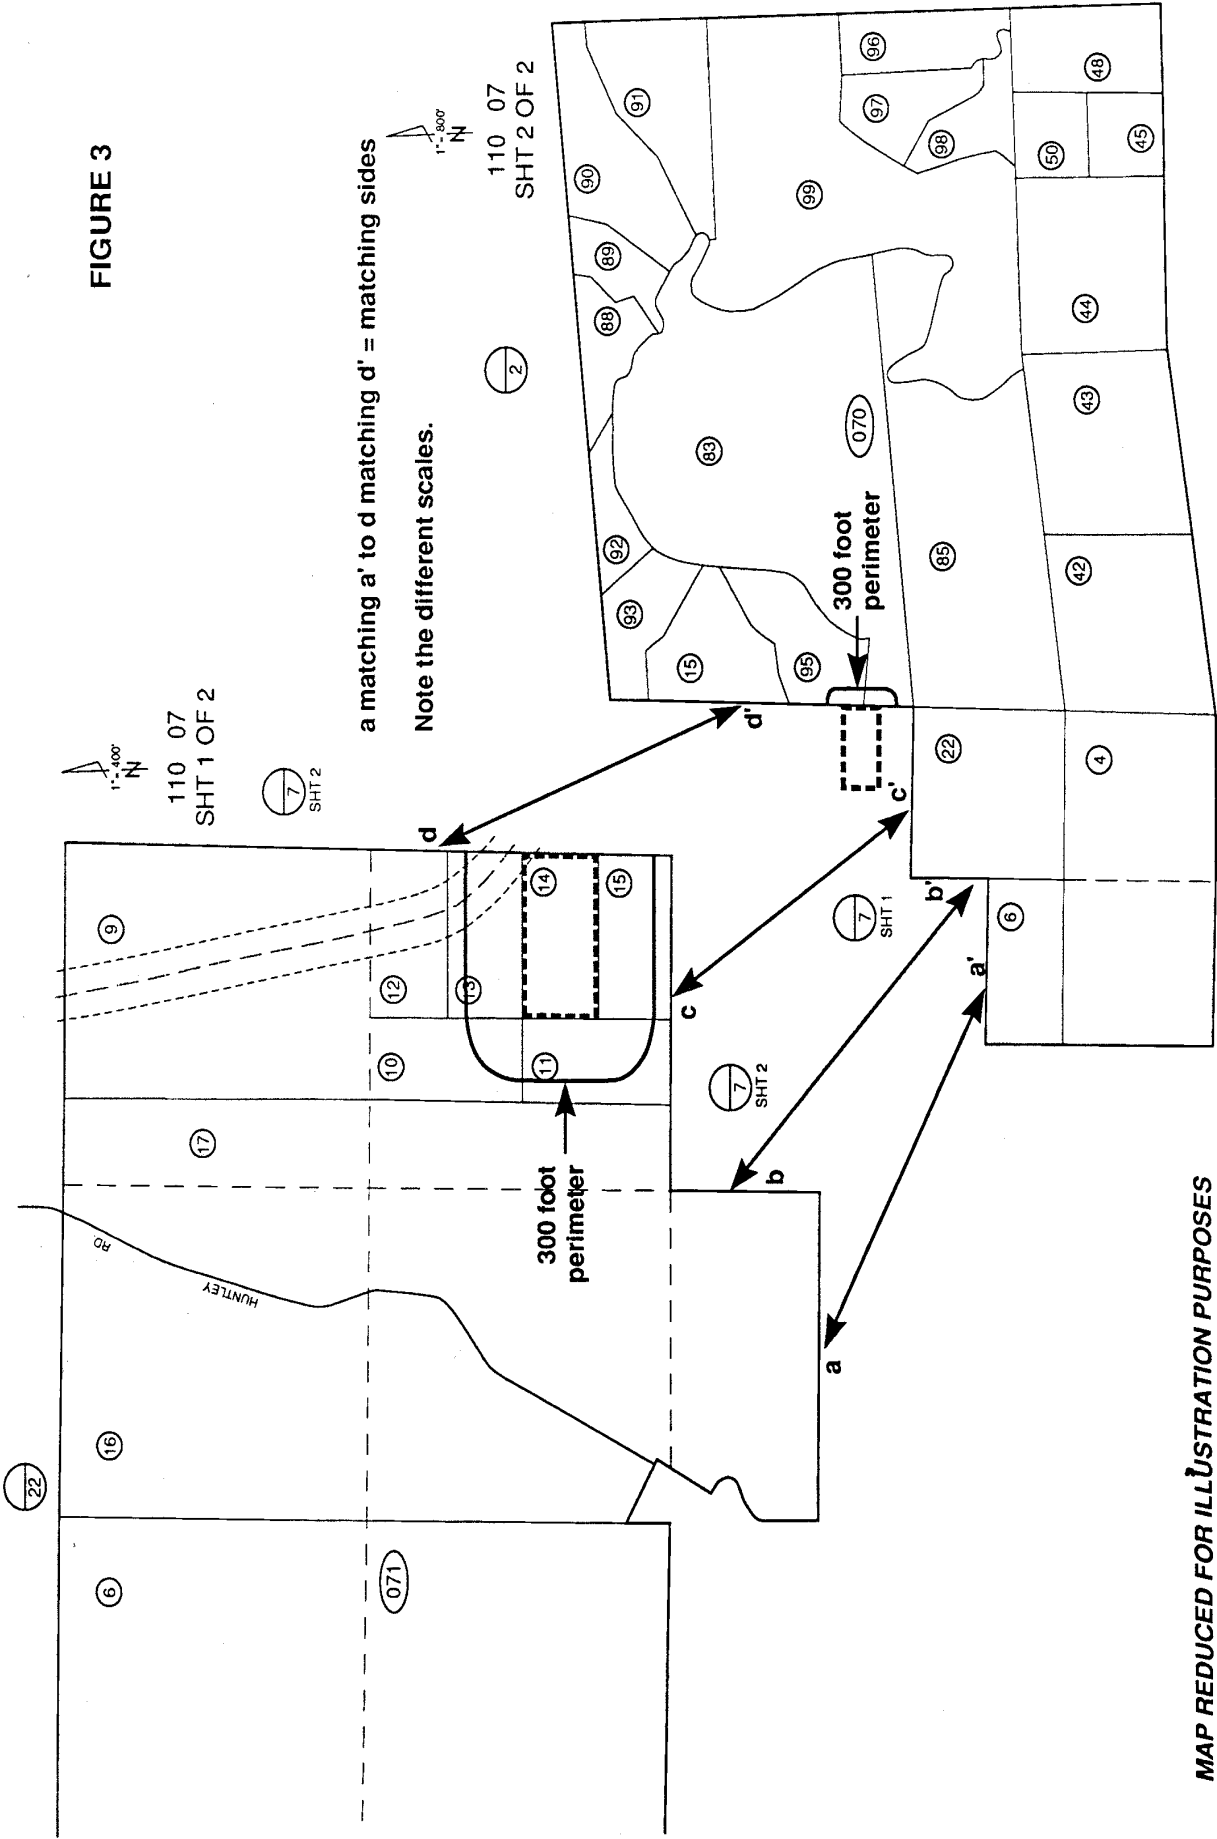 FIGURE 3
a matching a' to d matching d' = matching sides
Note the different scales.
1"-800'
N
110 07
SHT 2 OF 2
1"-400'
N
110 07
SHT 1 OF 2
7
SHT 2
2
22
9
12
13
14
15
10
11
17
16
6
071
HUNTLEY
RD.
300 foot
perimeter
a
b
c
d
7
SHT 2
7
SHT 1
a'
b'
c'
d'
300 foot
perimeter
91
90
89
88
92
93
15
95
83
070
85
99
96
97
98
48
50
45
44
43
42
22
4
6
MAP REDUCED FOR ILLUSTRATION PURPOSES